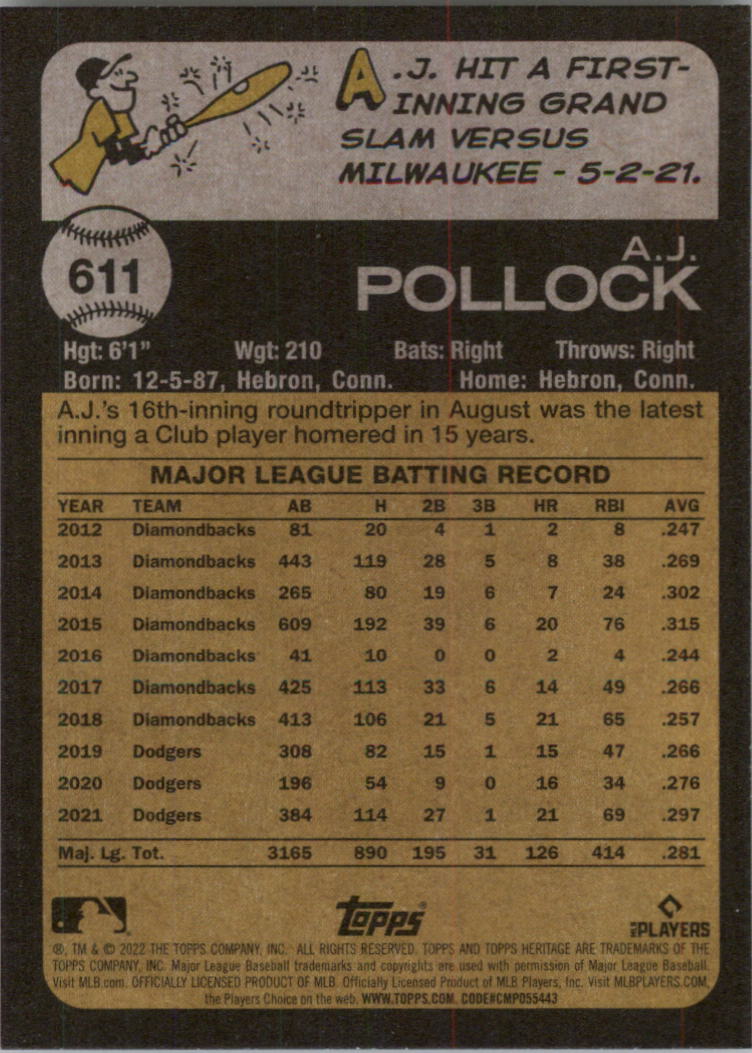 A.J. HIT A FIRST-
INNING GRAND
SLAM VERSUS
MILWAUKEE - 5-2-21.
611
A.J.
POLLOCK
Hgt: 6'1" Wgt: 210 Bats: Right Throws: Right
Born: 12-5-87, Hebron, Conn. Home: Hebron, Conn.
A.J.'s 16th-inning roundtripper in August was the latest
inning a Club player homered in 15 years.
MAJOR LEAGUE BATTING RECORD
YEAR TEAM AB H 2B 3B HR RBI AVG
2012 Diamondbacks 81 20 4 1 2 8 .247
2013 Diamondbacks 443 119 28 5 8 38 .269
2014 Diamondbacks 265 80 19 6 7 24 .302
2015 Diamondbacks 609 192 39 6 20 76 .315
2016 Diamondbacks 41 10 0 0 2 4 .244
2017 Diamondbacks 425 113 33 6 14 49 .266
2018 Diamondbacks 413 106 21 5 21 65 .257
2019 Dodgers 308 82 15 1 15 47 .266
2020 Dodgers 196 54 9 0 16 34 .276
2021 Dodgers 384 114 27 1 21 69 .297
Maj. Lg. Tot. 3165 890 195 31 126 414 .281
Topps
MLB PLAYERS
®, TM & © 2022 THE TOPPS COMPANY, INC. ALL RIGHTS RESERVED. TOPPS AND TOPPS HERITAGE ARE TRADEMARKS OF THE
TOPPS COMPANY, INC. Major League Baseball trademarks and copyrights are used with permission of Major League Baseball.
Visit MLB.com. OFFICIALLY LICENSED PRODUCT OF MLB. Officially Licensed Product of MLB Players, Inc. Visit MLBPLAYERS.COM,
the Players Choice on the web. WWW.TOPPS.COM. CODE#CMP055443